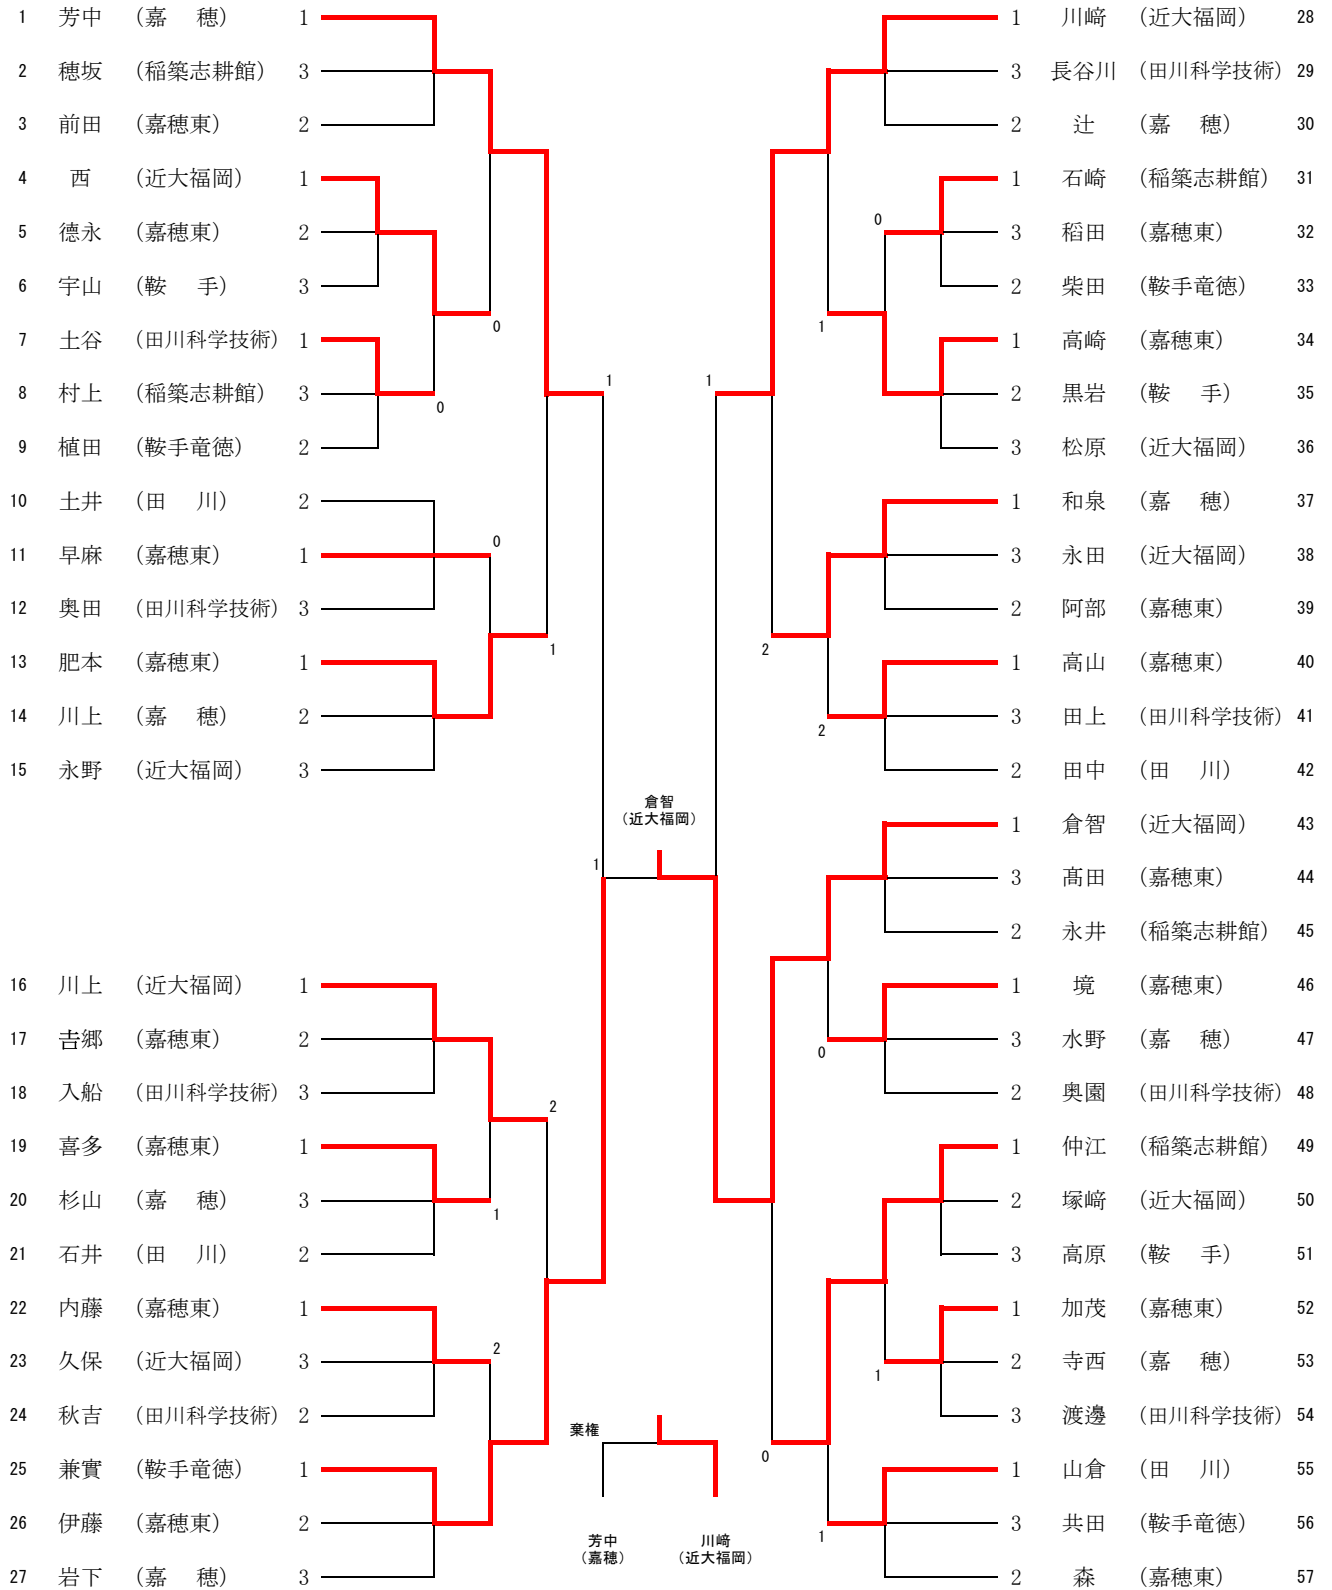 1 芳中 （嘉　穂） 1
2 穂坂 （稲築志耕館） 3
3 前田 （嘉穂東） 2
4 西 （近大福岡） 1
5 德永 （嘉穂東） 2
6 宇山 （鞍　手） 3
7 土谷 （田川科学技術） 1
8 村上 （稲築志耕館） 3
9 植田 （鞍手竜徳） 2
10 土井 （田　川） 2
11 早麻 （嘉穂東） 1
12 奥田 （田川科学技術） 3
13 肥本 （嘉穂東） 1
14 川上 （嘉　穂） 2
15 永野 （近大福岡） 3
16 川上 （近大福岡） 1
17 𠮷郷 （嘉穂東） 2
18 入船 （田川科学技術） 3
19 喜多 （嘉穂東） 1
20 杉山 （嘉　穂） 3
21 石井 （田　川） 2
22 内藤 （嘉穂東） 1
23 久保 （近大福岡） 3
24 秋吉 （田川科学技術） 2
25 兼實 （鞍手竜徳） 1
26 伊藤 （嘉穂東） 2
27 岩下 （嘉　穂） 3
0
0
0
1
1
2
1
2
1
倉智
（近大福岡）
棄権
芳中
（嘉穂）
川﨑
（近大福岡）
1
0
1
2
2
0
1
0
1
1 川﨑 （近大福岡） 28
3 長谷川 （田川科学技術） 29
2 辻 （嘉　穂） 30
1 石崎 （稲築志耕館） 31
3 稲田 （嘉穂東） 32
2 柴田 （鞍手竜徳） 33
1 高崎 （嘉穂東） 34
2 黒岩 （鞍　手） 35
3 松原 （近大福岡） 36
1 和泉 （嘉　穂） 37
3 永田 （近大福岡） 38
2 阿部 （嘉穂東） 39
1 高山 （嘉穂東） 40
3 田上 （田川科学技術） 41
2 田中 （田　川） 42
1 倉智 （近大福岡） 43
3 髙田 （嘉穂東） 44
2 永井 （稲築志耕館） 45
1 境 （嘉穂東） 46
3 水野 （嘉　穂） 47
2 奥園 （田川科学技術） 48
1 仲江 （稲築志耕館） 49
2 塚﨑 （近大福岡） 50
3 高原 （鞍　手） 51
1 加茂 （嘉穂東） 52
2 寺西 （嘉　穂） 53
3 渡邊 （田川科学技術） 54
1 山倉 （田　川） 55
3 共田 （鞍手竜徳） 56
2 森 （嘉穂東） 57